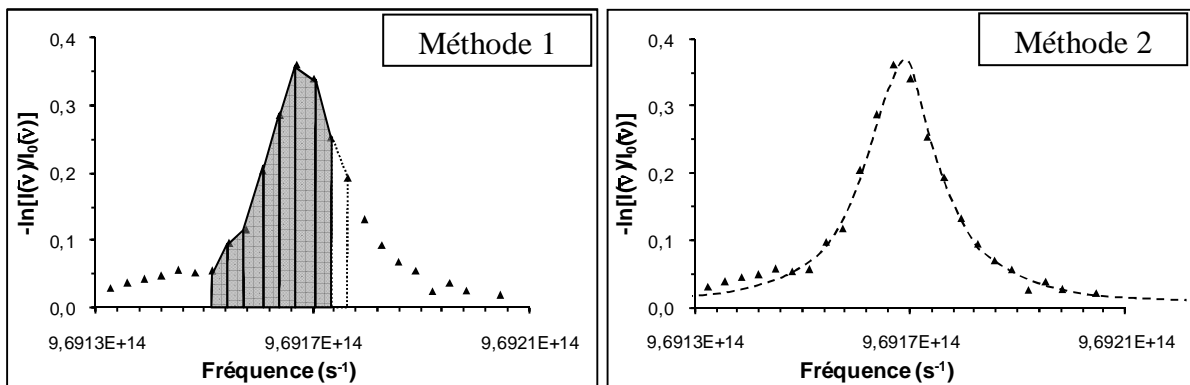 Méthode 1
-ln[I(ν̄)/I₀(ν̄)]
0,4
0,3
0,2
0,1
0,0
9,6913E+14
9,6917E+14
9,6921E+14
Fréquence (s⁻¹)
Méthode 2
-ln[I(ν̄)/I₀(ν̄)]
0,4
0,3
0,2
0,1
0,0
9,6913E+14
9,6917E+14
9,6921E+14
Fréquence (s⁻¹)